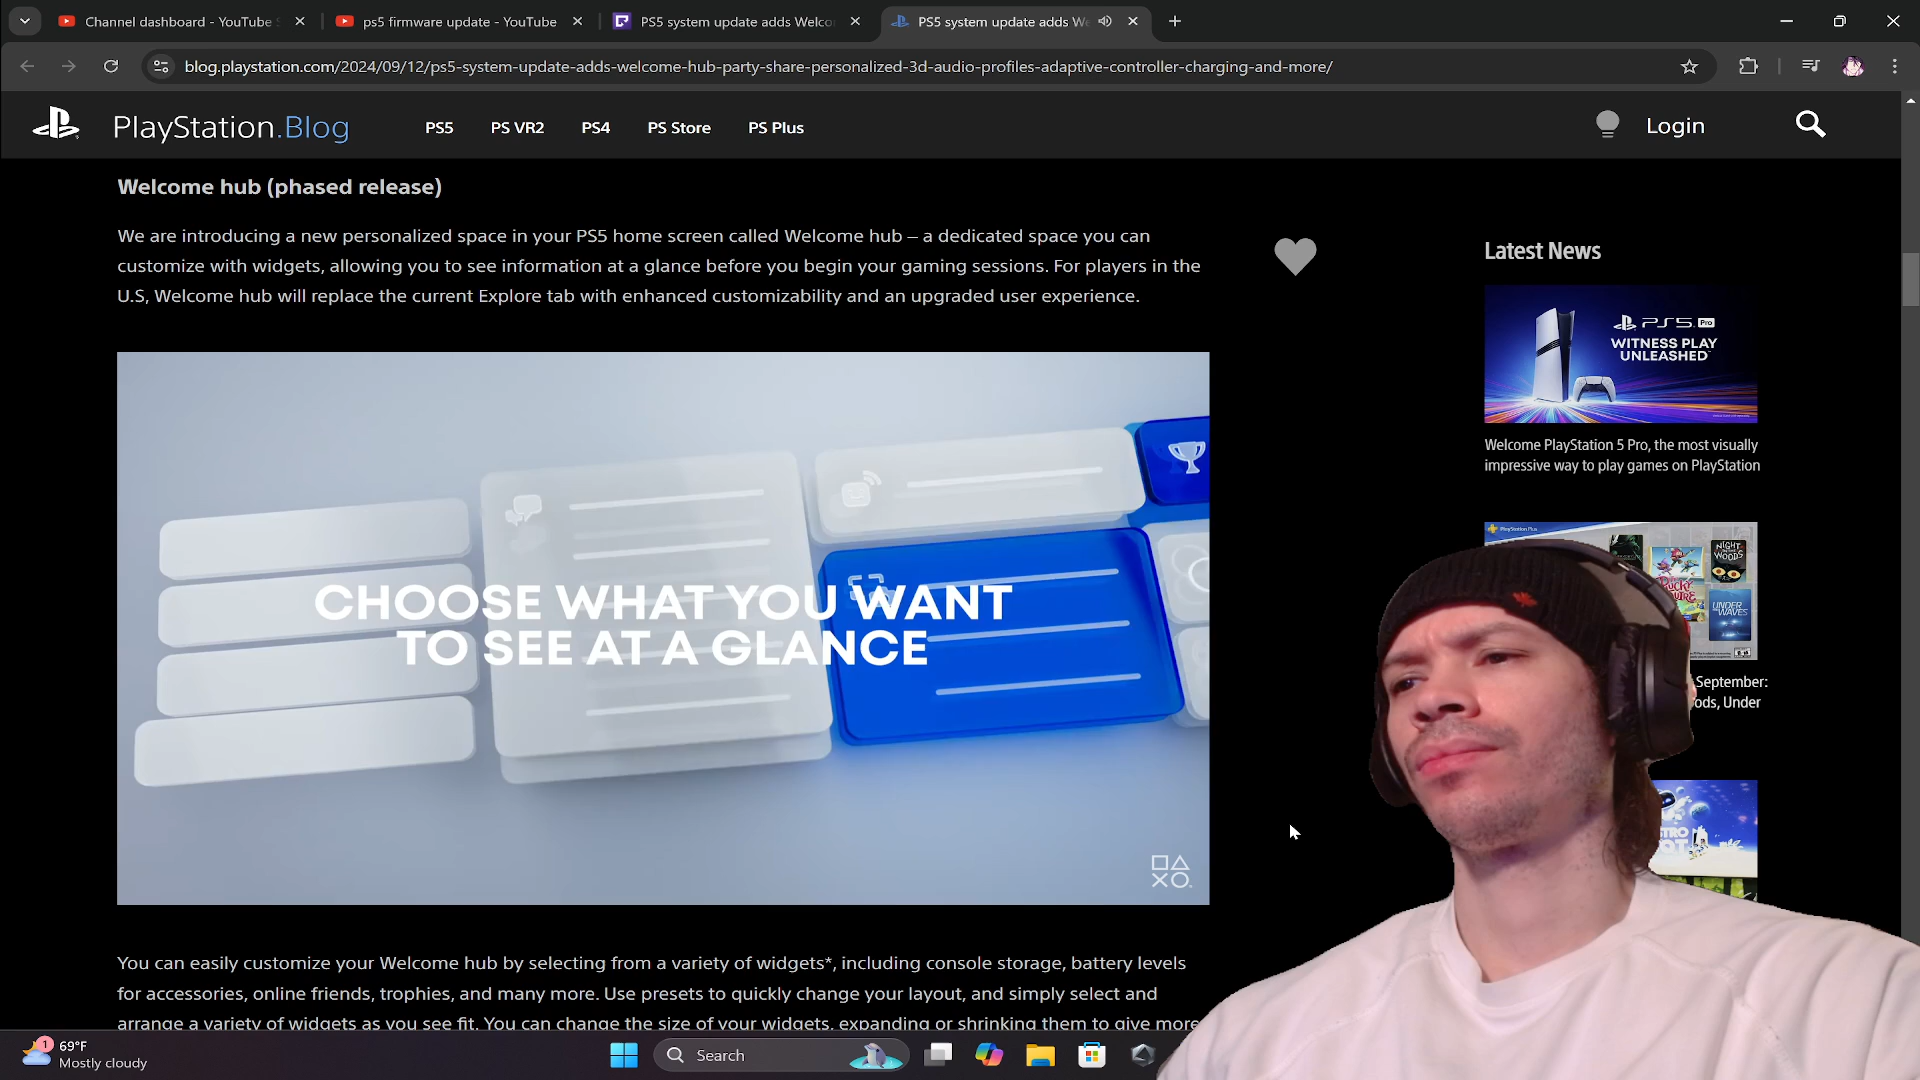 Channel dashboard - YouTube S
ps5 firmware update - YouTube
PS5 system update adds Welco
PS5 system update adds We
blog.playstation.com/2024/09/12/ps5-system-update-adds-welcome-hub-party-share-personalized-3d-audio-profiles-adaptive-controller-charging-and-more/
PlayStation.Blog
PS5
PS VR2
PS4
PS Store
PS Plus
Login
Welcome hub (phased release)
We are introducing a new personalized space in your PS5 home screen called Welcome hub – a dedicated space you can
customize with widgets, allowing you to see information at a glance before you begin your gaming sessions. For players in the
U.S, Welcome hub will replace the current Explore tab with enhanced customizability and an upgraded user experience.
CHOOSE WHAT YOU WANT
TO SEE AT A GLANCE
You can easily customize your Welcome hub by selecting from a variety of widgets*, including console storage, battery levels
for accessories, online friends, trophies, and many more. Use presets to quickly change your layout, and simply select and
arrange a variety of widgets as you see fit. You can change the size of your widgets, expanding or shrinking them to give more
Latest News
PS5 Pro
WITNESS PLAY
UNLEASHED
Welcome PlayStation 5 Pro, the most visually
impressive way to play games on PlayStation
PlayStation Plus
NIGHT
WOODS
UNDER
WAVES
September:
ods, Under
1
69°F
Mostly cloudy
Search